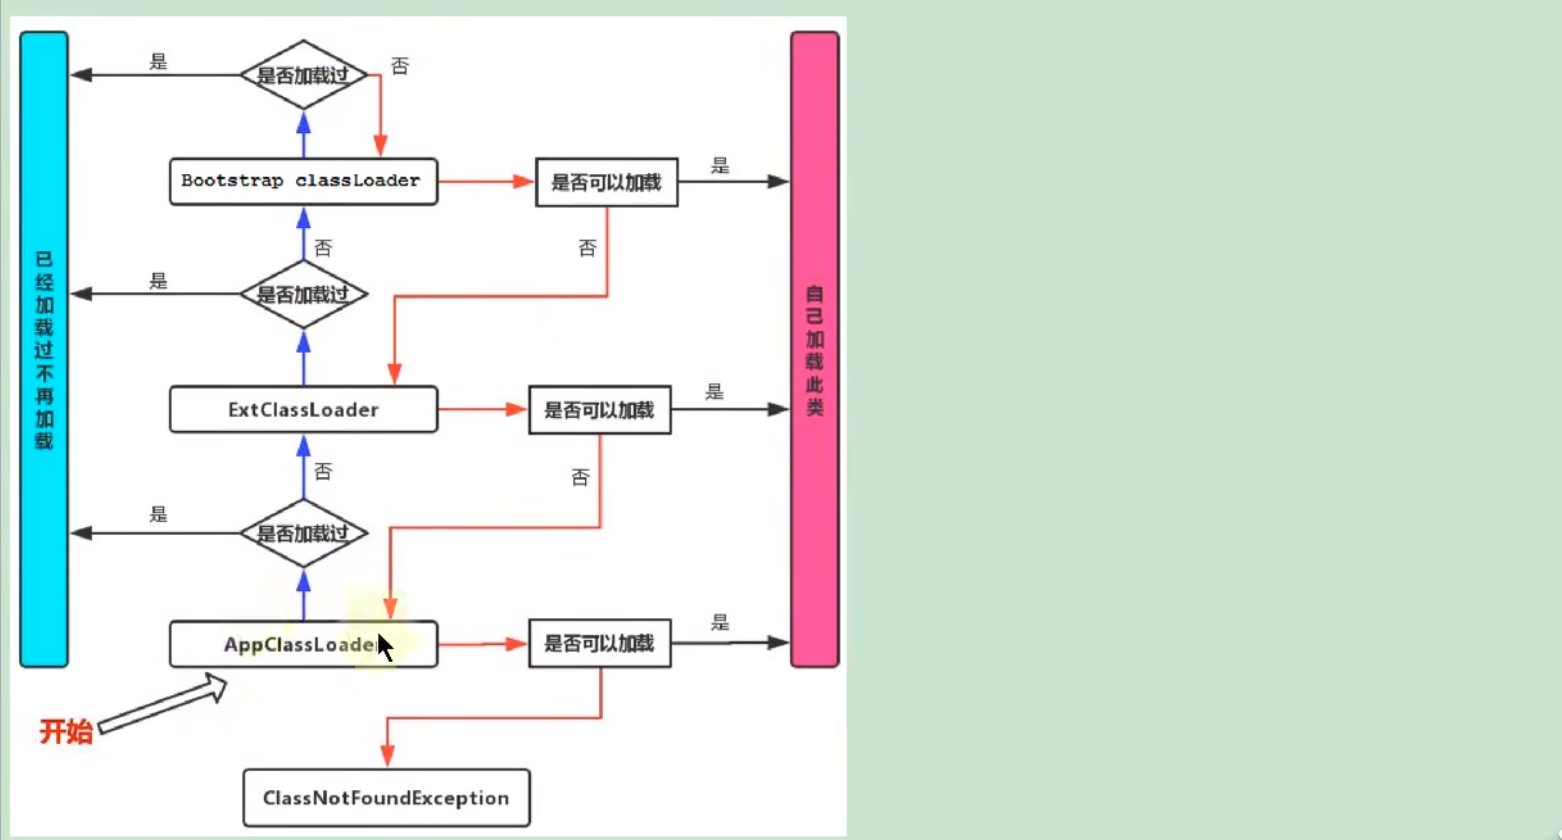 是
是否加载过
否
Bootstrap classLoader
是否可以加载
是
否
否
是
是否加载过
已经加载过不再加载
自己加载此类
ExtClassLoader
是否可以加载
是
否
否
是
是否加载过
AppClassLoader
是否可以加载
是
开始
ClassNotFoundException